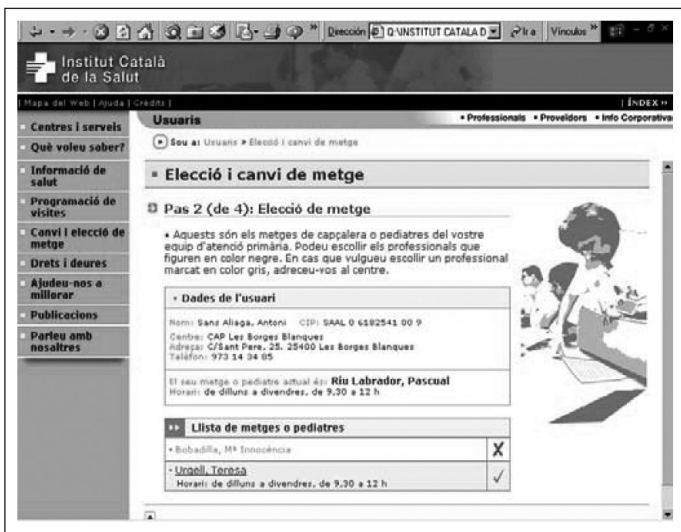 Dirección Q:\INSTITUT CATALA D Ir a Vínculos »
Institut Català
de la Salut
| Mapa del Web | Ajuda | Crèdits | | ÍNDEX »
Centres i serveis
Què voleu saber?
Informació de
salut
Programació de
visites
Canvi i elecció de
metge
Drets i deures
Ajudeu-nos a
millorar
Publicacions
Parleu amb
nosaltres
Usuaris • Professionals • Proveïdors • Info Corporativa
Sou a: Usuaris > Elecció i canvi de metge
Elecció i canvi de metge
Pas 2 (de 4): Elecció de metge
• Aquests són els metges de capçalera o pediatres del vostre
equip d'atenció primària. Podeu escollir els professionals que
figuren en color negre. En cas que vulgueu escollir un professional
marcat en color gris, adreceu-vos al centre.
• Dades de l'usuari
Nom: Sans Aliaga, Antoni CIP: SAAL 0 6182541 00 9
Centre: CAP Les Borges Blanques
Adreça: C/Sant Pere, 25. 25400 Les Borges Blanques
Telèfon: 973 14 34 85
El seu metge o pediatre actual és: Riu Labrador, Pascual
Horari: de dilluns a divendres, de 9,30 a 12 h
Llista de metges o pediatres
• Bobadilla, Mª Innocència
• Urgell, Teresa
Horari: de dilluns a divendres, de 9,30 a 12 h